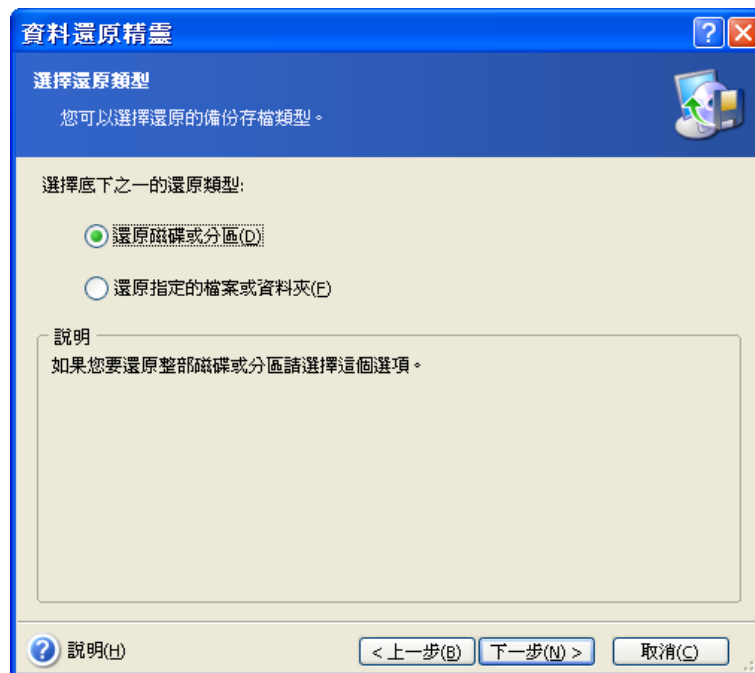 資料還原精靈
選擇還原類型
您可以選擇還原的備份存檔類型。
選擇底下之一的還原類型:
還原磁碟或分區(D)
還原指定的檔案或資料夾(F)
說明
如果您要還原整部磁碟或分區請選擇這個選項。
說明(H)
< 上一步(B) 下一步(N) > 取消(C)